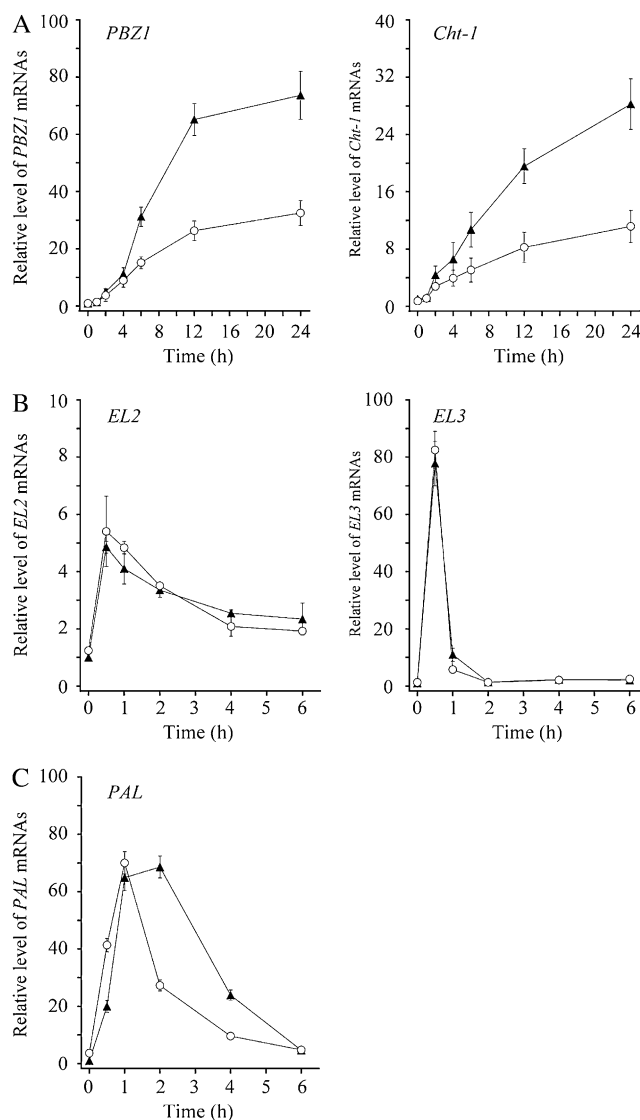 A
PBZ1
Relative level of PBZ1 mRNAs
100
80
60
40
20
0
0 4 8 12 16 20 24
Time (h)
Cht-1
Relative level of Cht-1 mRNAs
40
32
24
16
8
0
0 4 8 12 16 20 24
Time (h)
B
EL2
Relative level of EL2 mRNAs
10
8
6
4
2
0
0 1 2 3 4 5 6
Time (h)
EL3
Relative level of EL3 mRNAs
100
80
60
40
20
10
0
0 1 2 3 4 5 6
Time (h)
C
PAL
Relative level of PAL mRNAs
100
80
60
40
20
0
0 1 2 3 4 5 6
Time (h)